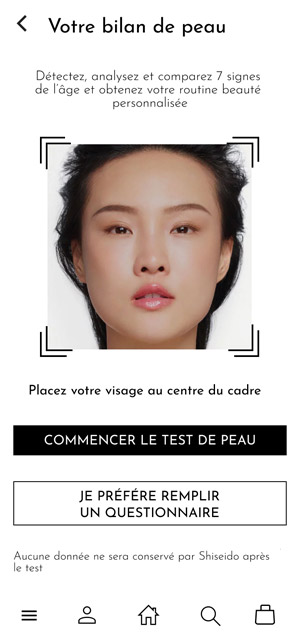 Votre bilan de peau
Détectez, analysez et comparez 7 signes
de l'âge et obtenez votre routine beauté
personnalisée
Placez votre visage au centre du cadre
COMMENCER LE TEST DE PEAU
JE PRÉFÉRE REMPLIR
UN QUESTIONNAIRE
Aucune donnée ne sera conservé par Shiseido après
le test